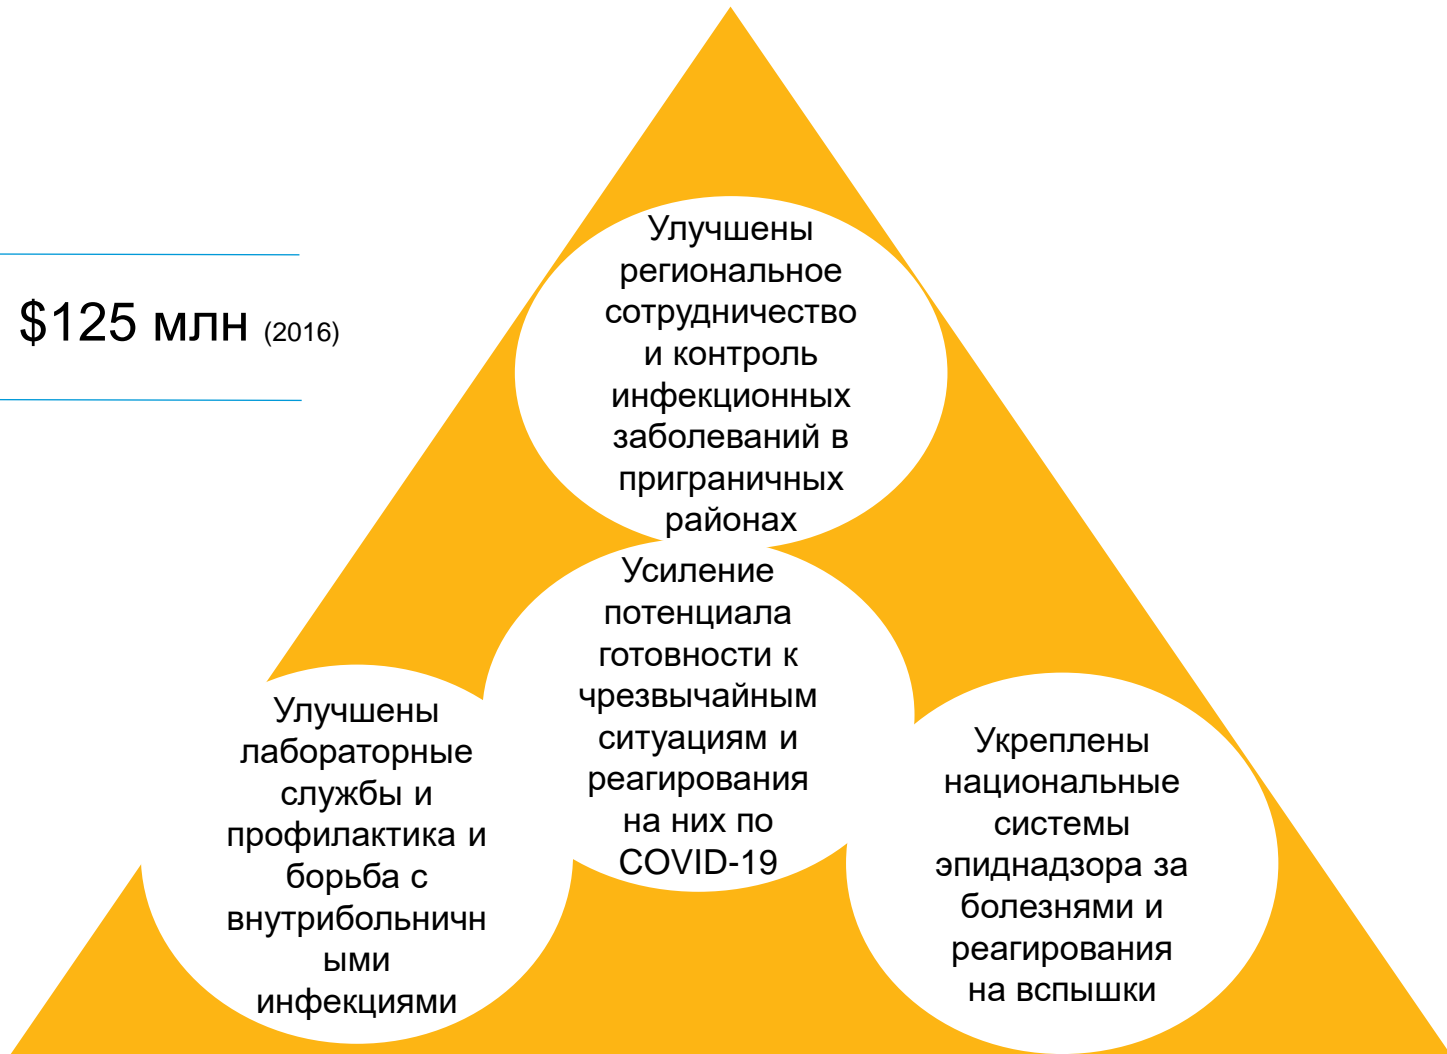 $125 млн (2016)
Улучшены
региональное
сотрудничество
и контроль
инфекционных
заболеваний в
приграничных
районах
Усиление
потенциала
готовности к
чрезвычайным
ситуациям и
реагирования
на них по
COVID-19
Улучшены
лабораторные
службы и
профилактика и
борьба с
внутрибольничн
ыми
инфекциями
Укреплены
национальные
системы
эпиднадзора за
болезнями и
реагирования
на вспышки